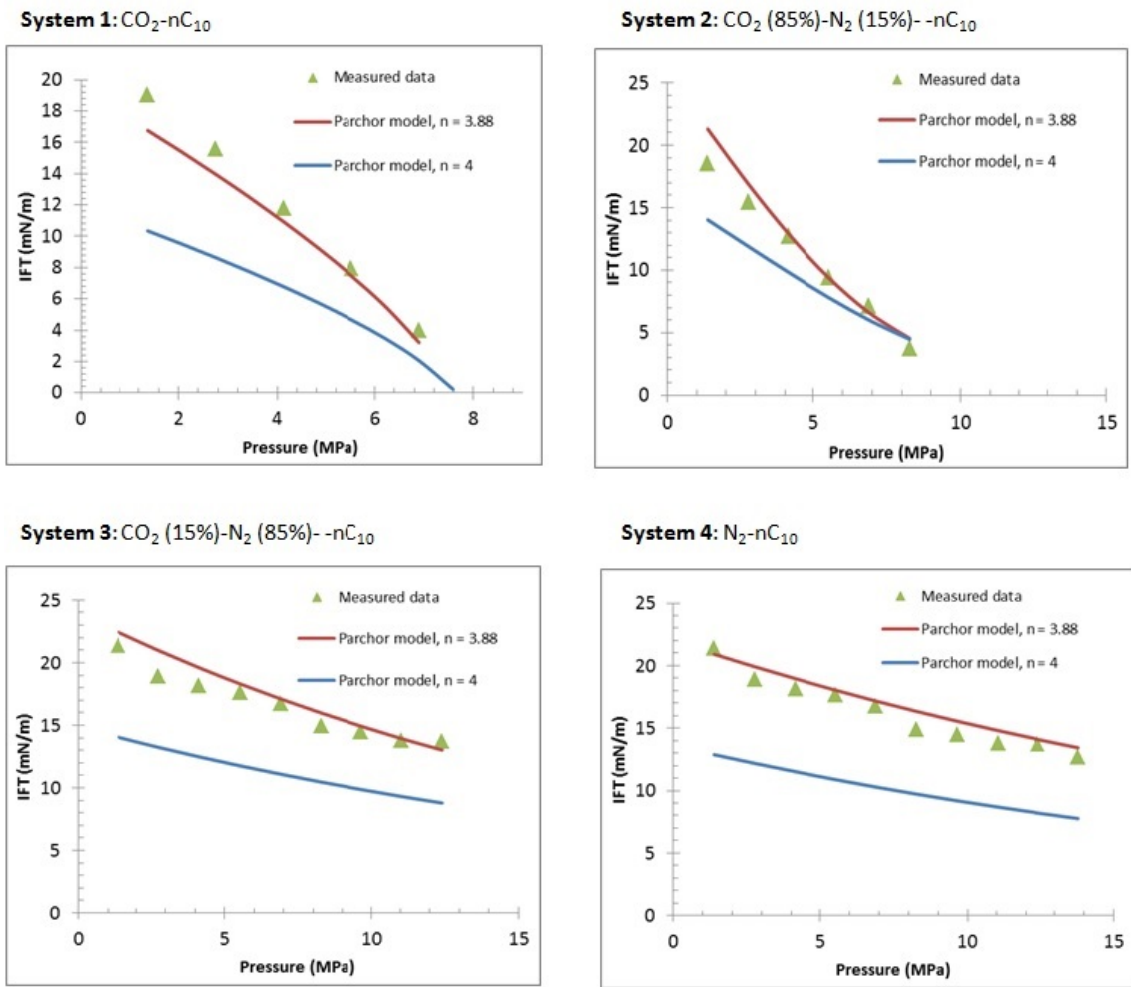 System 1: CO₂-nC₁₀
20
18
16
14
12
10
8
6
4
2
0
IFT (mN/m)
Measured data
Parchor model, n = 3.88
Parchor model, n = 4
0 2 4 6 8
Pressure (MPa)
System 2: CO₂ (85%)-N₂ (15%)- -nC₁₀
25
20
15
10
5
0
IFT (mN/m)
Measured data
Parchor model, n = 3.88
Parchor model, n = 4
0 5 10 15
Pressure (MPa)
System 3: CO₂ (15%)-N₂ (85%)- -nC₁₀
25
20
15
10
5
0
IFT (mN/m)
Measured data
Parchor model, n = 3.88
Parchor model, n = 4
0 5 10 15
Pressure (MPa)
System 4: N₂-nC₁₀
25
20
15
10
5
0
IFT (mN/m)
Measured data
Parchor model, n = 3.88
Parchor model, n = 4
0 5 10 15
Pressure (MPa)